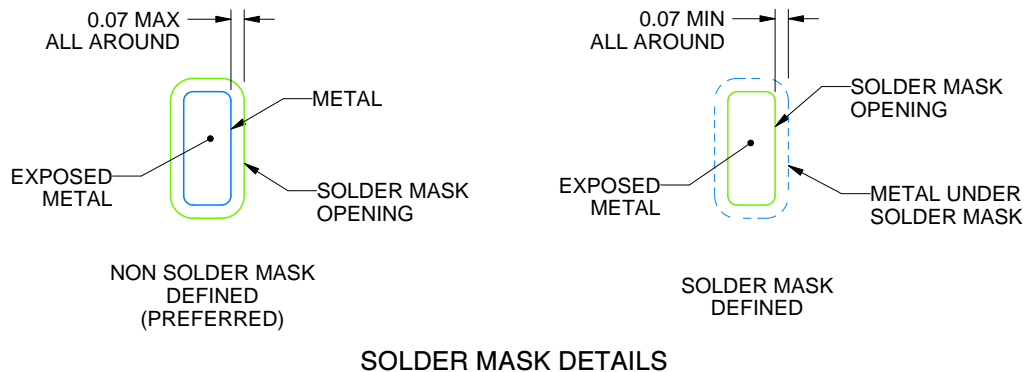 0.07 MAX
ALL AROUND
METAL
EXPOSED
METAL
SOLDER MASK
OPENING
NON SOLDER MASK
DEFINED
(PREFERRED)
0.07 MIN
ALL AROUND
SOLDER MASK
OPENING
EXPOSED
METAL
METAL UNDER
SOLDER MASK
SOLDER MASK
DEFINED
SOLDER MASK DETAILS